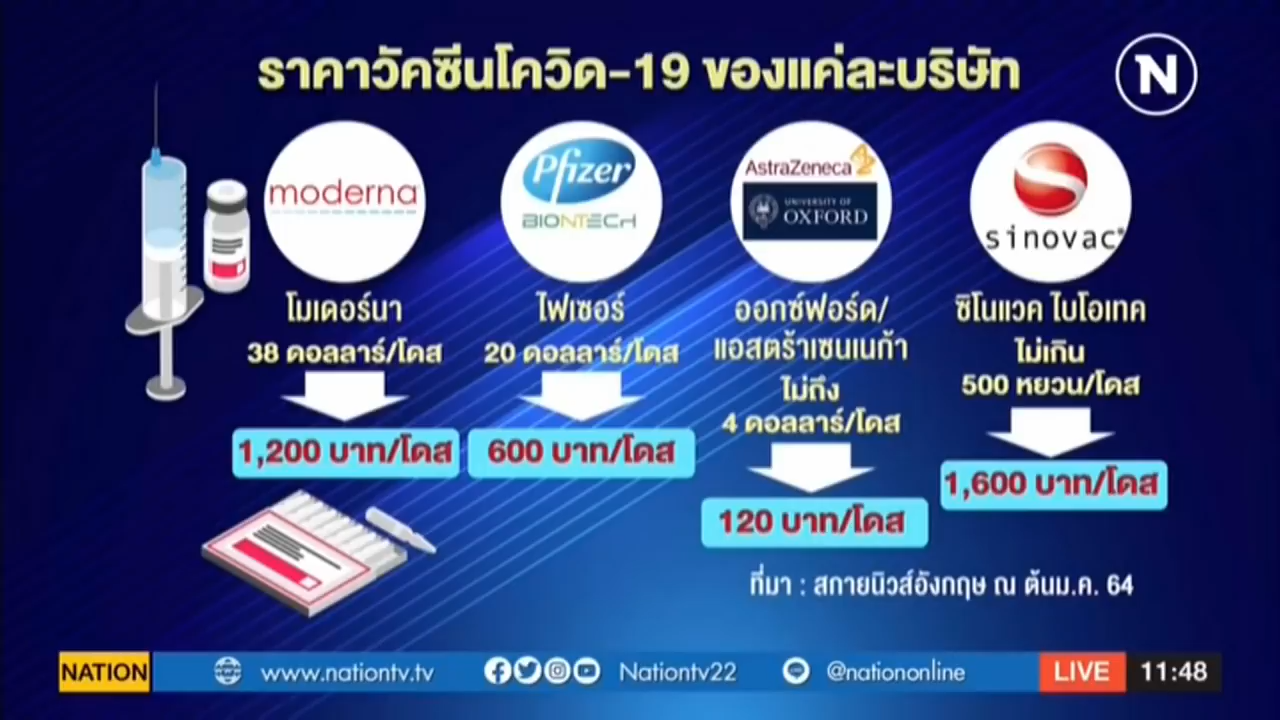 ราคาวัคซีนโควิด-19 ของแค่ละบริษัท
N
moderna
Pfizer
BIONTECH
AstraZeneca
UNIVERSITY OF
OXFORD
sinovac
โมเดอร์นา
38 ดอลลาร์/โดส
1,200 บาท/โดส
ไฟเซอร์
20 ดอลลาร์/โดส
600 บาท/โดส
ออกซ์ฟอร์ด/
แอสตร้าเซนเนก้า
ไม่ถึง
4 ดอลลาร์/โดส
120 บาท/โดส
ซิโนแวค ไบโอเทค
ไม่เกิน
500 หยวน/โดส
1,600 บาท/โดส
ที่มา : สกายนิวส์อังกฤษ ณ ต้นม.ค. 64
NATION www.nationtv.tv Nationtv22 @nationonline LIVE 11:48